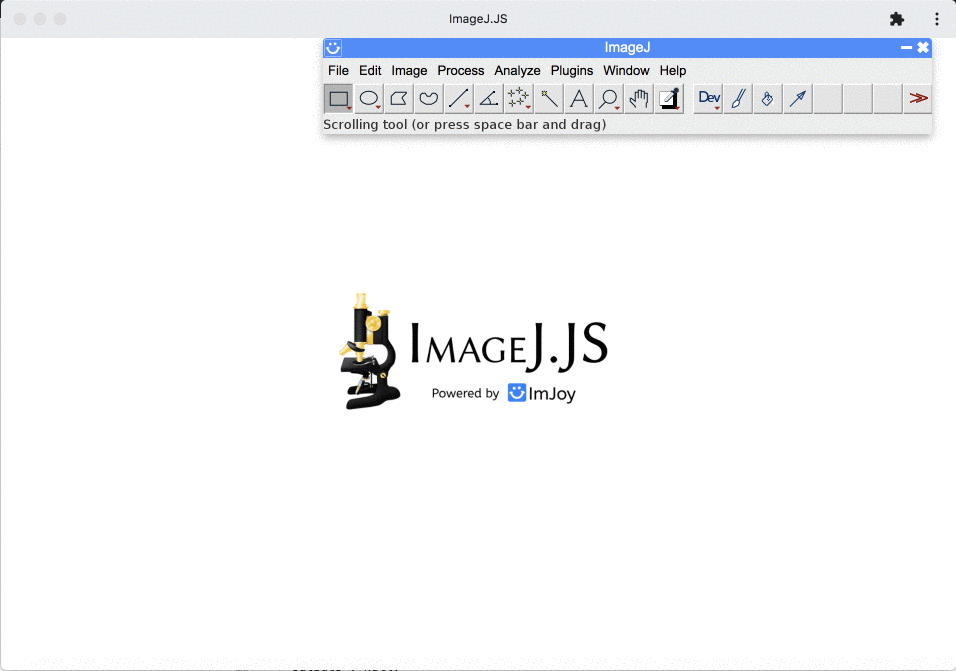 ImageJ.JS
ImageJ
File Edit Image Process Analyze Plugins Window Help
Dev
Scrolling tool (or press space bar and drag)
ImageJ.JS
Powered by ImJoy